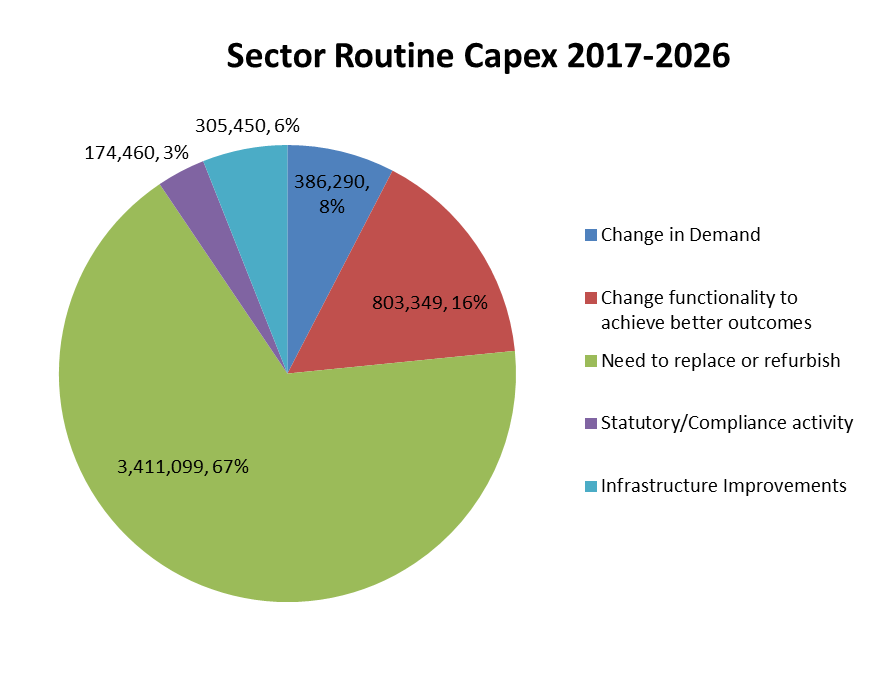 Sector Routine Capex 2017-2026
305,450, 6%
174,460, 3%
386,290,
8%
803,349, 16%
3,411,099, 67%
Change in Demand
Change functionality to
achieve better outcomes
Need to replace or refurbish
Statutory/Compliance activity
Infrastructure Improvements